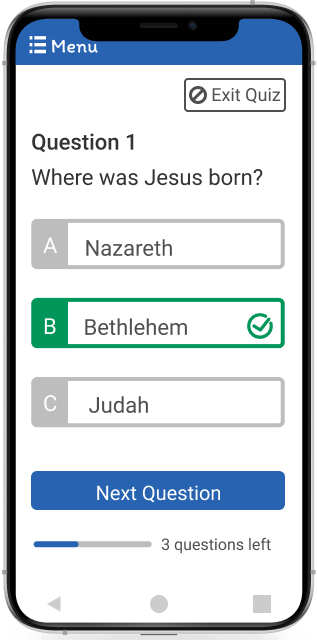 Menu
Exit Quiz
Question 1
Where was Jesus born?
A Nazareth
B Bethlehem
C Judah
Next Question
3 questions left